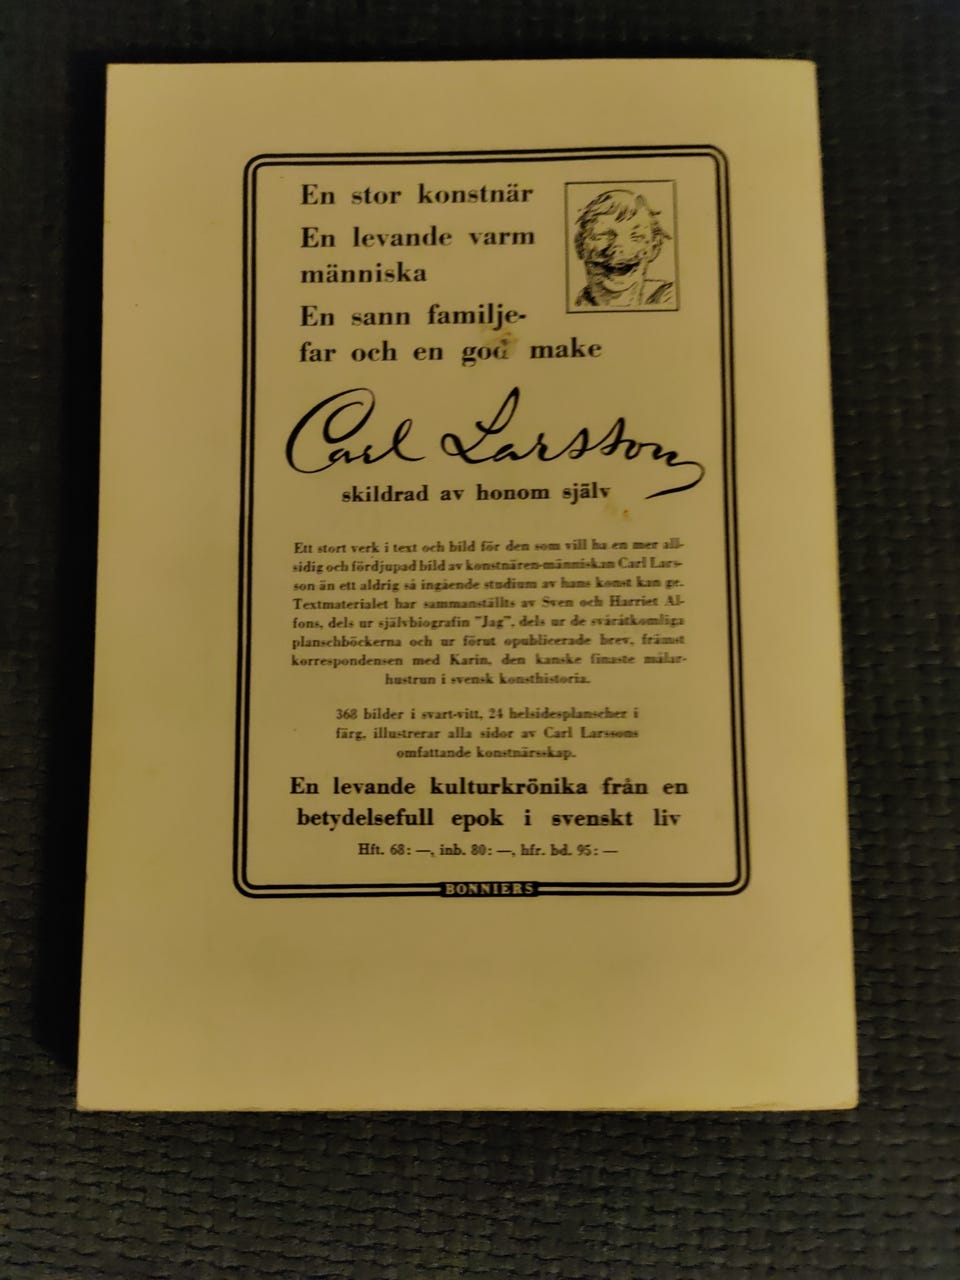 En stor konstnär
En levande varm
människa
En sann familje-
far och en god make
Carl Larsson
skildrad av honom själv
Ett stort verk i text och bild för den som vill ha en mer all-
sidig och fördjupad bild av konstnären-människan Carl Lars-
son än ett aldrig så ingående studium av hans konst kan ge.
Textmaterialet har sammanställts av Sven och Harriet Al-
fons, dels ur självbiografin "Jag", dels ur de svåråtkomliga
planschböckerna och ur förut opublicerade brev, främst
korrespondensen med Karin, den kanske finaste målar-
hustrun i svensk konsthistoria.
368 bilder i svart-vitt, 24 helsidesplanscher i
färg, illustrerar alla sidor av Carl Larssons
omfattande konstnärsskap.
En levande kulturkrönika från en
betydelsefull epok i svenskt liv
Hft. 68: —, inb. 80: —, hfr. bd. 95: —
BONNIERS